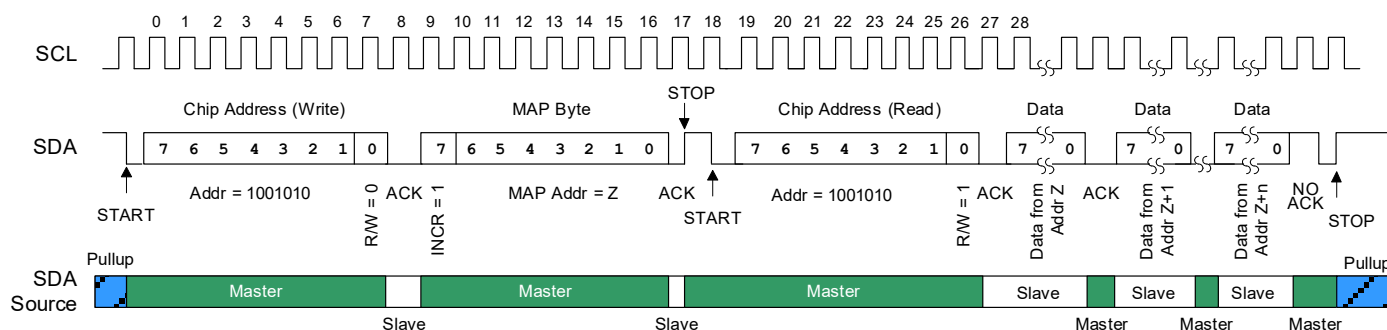 0 1 2 3 4 5 6 7 8 9 10 11 12 13 14 15 16 17 18 19 20 21 22 23 24 25 26 27 28
SCL
STOP
Chip Address (Write) MAP Byte Chip Address (Read) Data Data Data
SDA 7 6 5 4 3 2 1 0 7 6 5 4 3 2 1 0 7 6 5 4 3 2 1 0 7 0 7 0 7 0
Addr = 1001010 R/W = 0 ACK INCR = 1 MAP Addr = Z ACK Addr = 1001010 R/W = 1 ACK Data from Addr Z ACK Data from Addr Z+1 Data from Addr Z+n NO ACK
START START STOP
Pullup Pullup
SDA Source Master Master Master Slave Slave Slave
Slave Slave Master Master Master